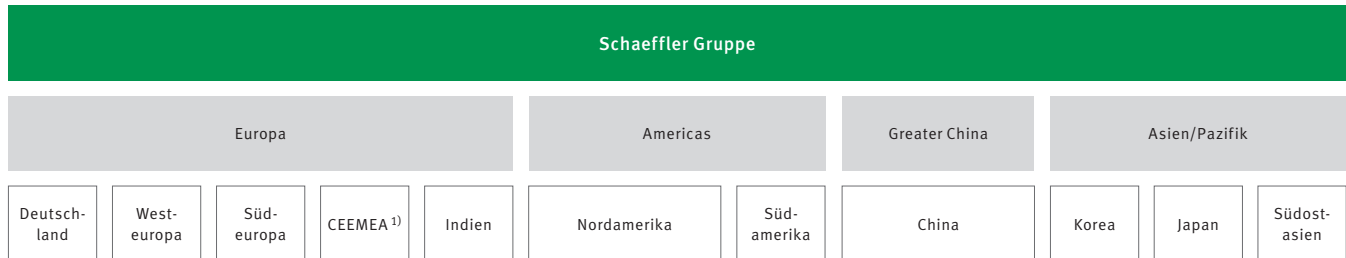 Schaeffler Gruppe
Europa
Americas
Greater China
Asien/Pazifik
Deutsch-
land
West-
europa
Süd-
europa
CEEMEA 1)
Indien
Nordamerika
Süd-
amerika
China
Korea
Japan
Südost-
asien